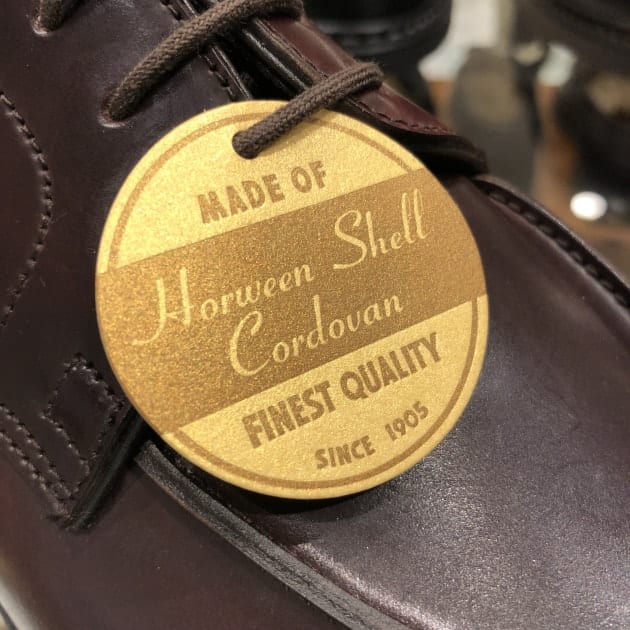 MADE OF
Horween Shell
Cordovan
FINEST QUALITY
SINCE 1905